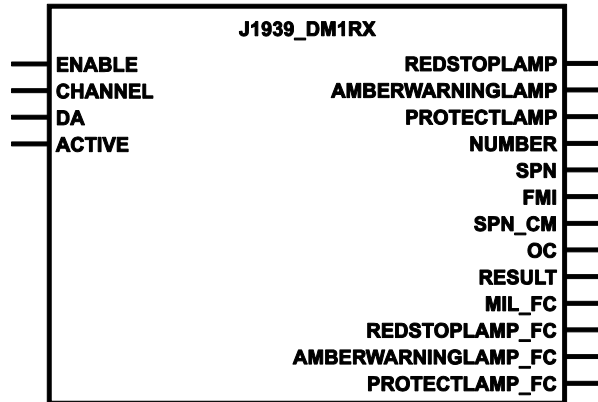 J1939_DM1RX
ENABLE REDSTOPLAMP
CHANNEL AMBERWARNINGLAMP
DA PROTECTLAMP
ACTIVE NUMBER
SPN
FMI
SPN_CM
OC
RESULT
MIL_FC
REDSTOPLAMP_FC
AMBERWARNINGLAMP_FC
PROTECTLAMP_FC